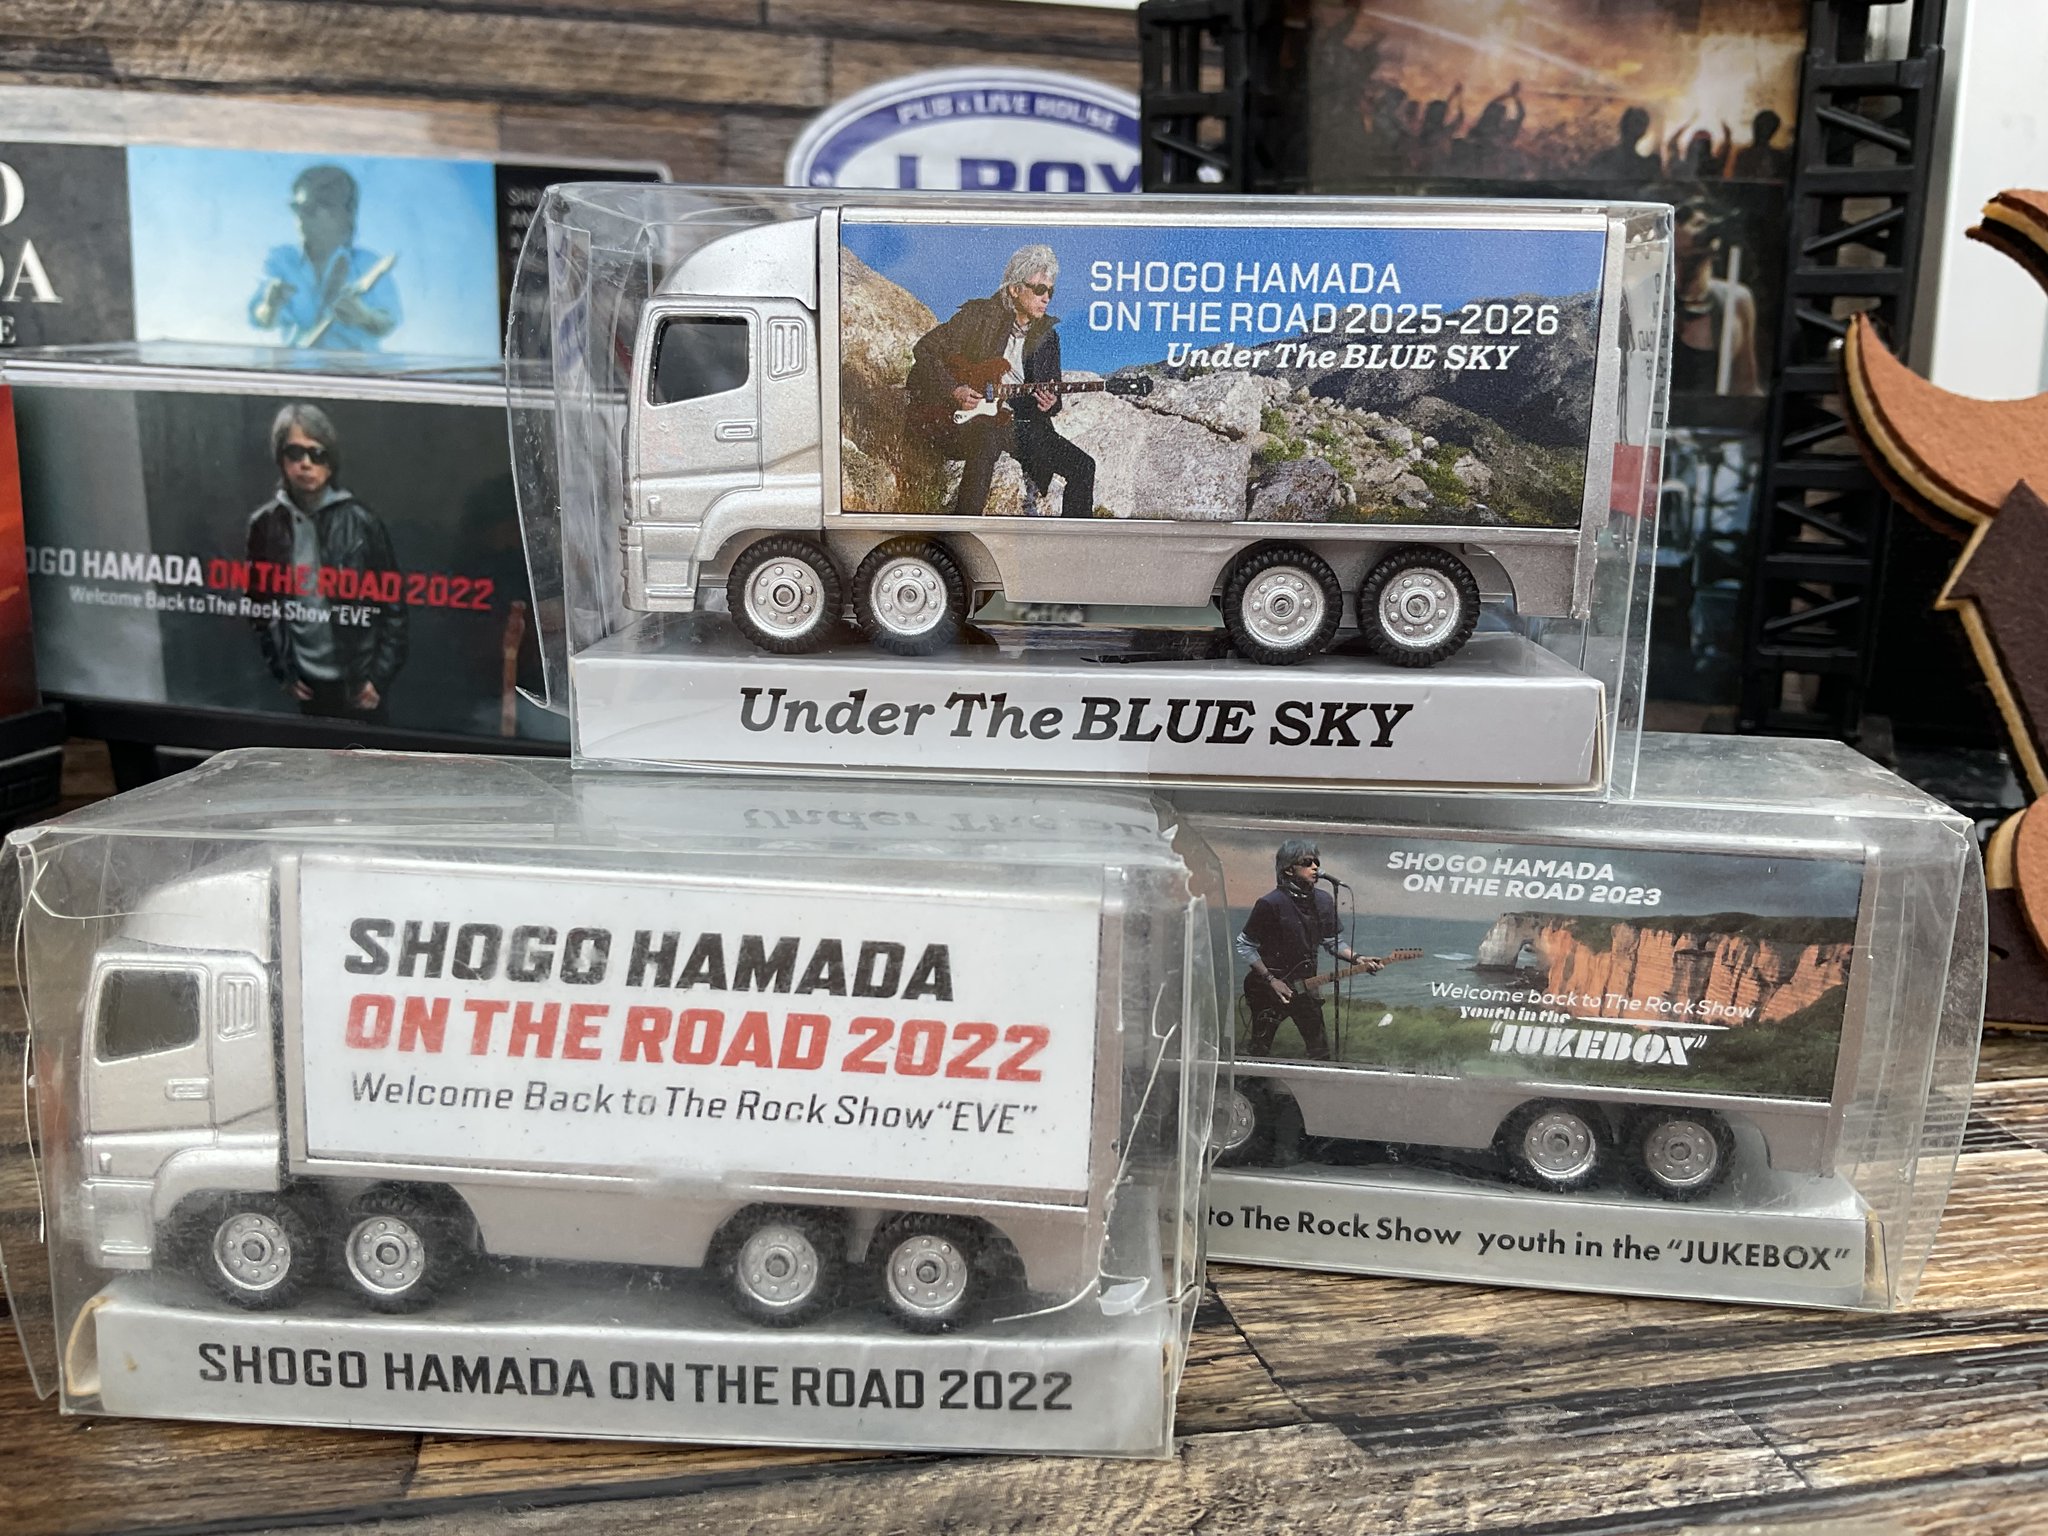 PUB & LIVE HOUSE
J.BOY
SHOGO HAMADA
ON THE ROAD 2025-2026
Under The BLUE SKY
Under The BLUE SKY
OGO HAMADA ON THE ROAD 2022
Welcome Back to The Rock Show "EVE"
SHOGO HAMADA
ON THE ROAD 2022
Welcome Back to The Rock Show "EVE"
SHOGO HAMADA ON THE ROAD 2022
SHOGO HAMADA
ON THE ROAD 2023
Welcome back to The Rock Show
youth in the
"JUKEBOX"
to The Rock Show youth in the "JUKEBOX"